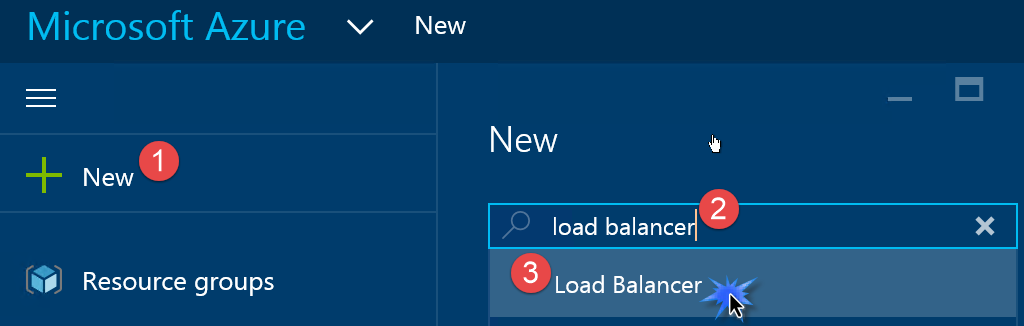 Microsoft Azure New
New
1
New
2
load balancer
3
Load Balancer
Resource groups